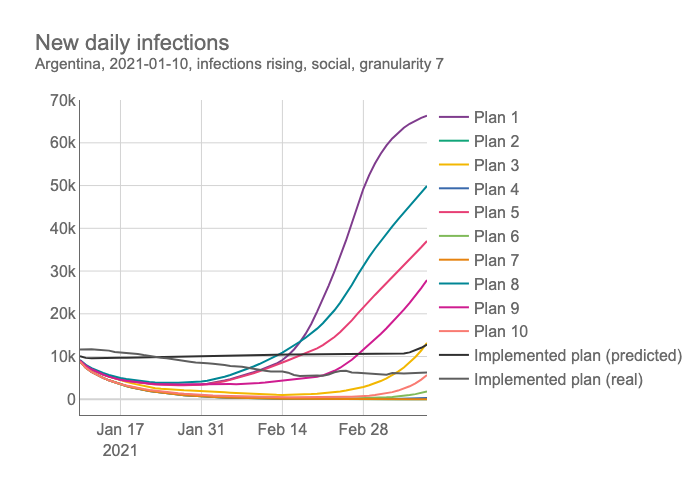 New daily infections
Argentina, 2021-01-10, infections rising, social, granularity 7
70k
60k
50k
40k
30k
20k
10k
0
Jan 17
2021
Jan 31
Feb 14
Feb 28
Plan 1
Plan 2
Plan 3
Plan 4
Plan 5
Plan 6
Plan 7
Plan 8
Plan 9
Plan 10
Implemented plan (predicted)
Implemented plan (real)